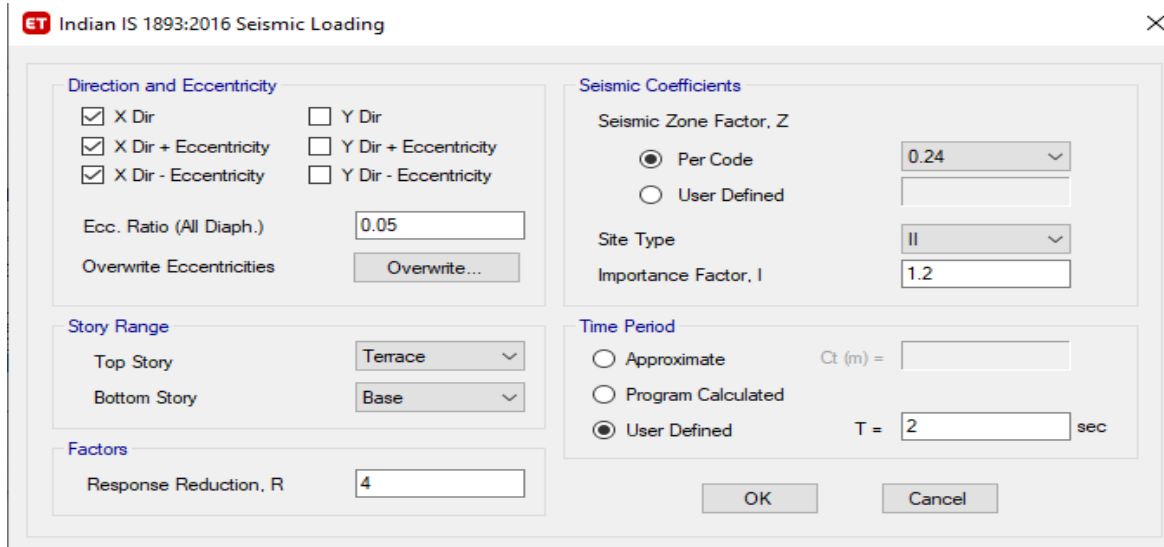 ET Indian IS 1893:2016 Seismic Loading
Direction and Eccentricity
X Dir Y Dir
X Dir + Eccentricity Y Dir + Eccentricity
X Dir - Eccentricity Y Dir - Eccentricity
Ecc. Ratio (All Diaph.) 0.05
Overwrite Eccentricities Overwrite...
Story Range
Top Story Terrace
Bottom Story Base
Factors
Response Reduction, R 4
Seismic Coefficients
Seismic Zone Factor, Z
Per Code 0.24
User Defined
Site Type II
Importance Factor, I 1.2
Time Period
Approximate Ct (m) =
Program Calculated
User Defined T = 2 sec
OK Cancel